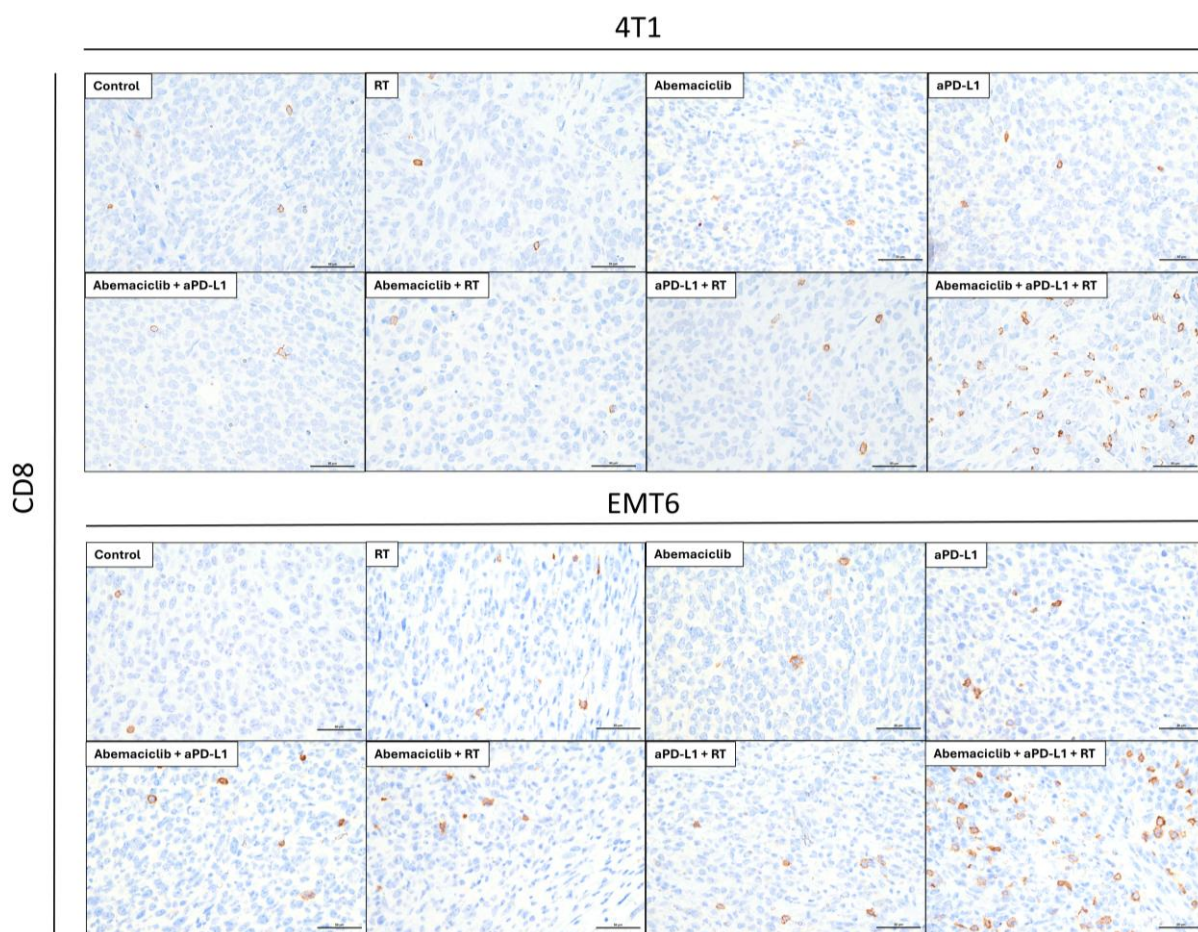 4T1
CD8
Control
RT
Abemaciclib
aPD-L1
Abemaciclib + aPD-L1
Abemaciclib + RT
aPD-L1 + RT
Abemaciclib + aPD-L1 + RT
EMT6
Control
RT
Abemaciclib
aPD-L1
Abemaciclib + aPD-L1
Abemaciclib + RT
aPD-L1 + RT
Abemaciclib + aPD-L1 + RT